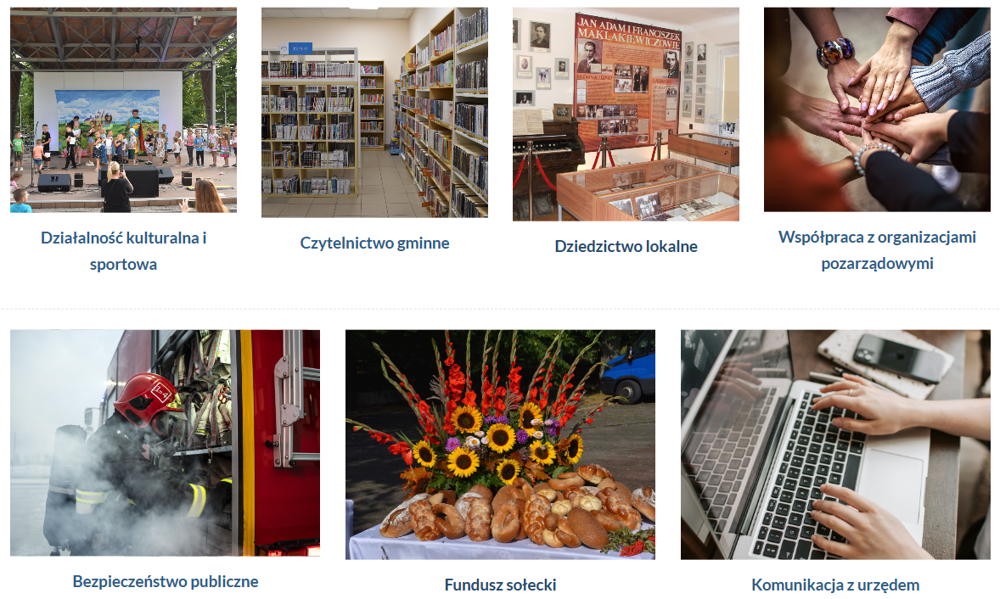 JAN ADAM I FRANCISZEK
MAKLAKIEWICZOWIE
Działalność kulturalna i
sportowa
Czytelnictwo gminne
Dziedzictwo lokalne
Współpraca z organizacjami
pozarządowymi
Bezpieczeństwo publiczne
Fundusz sołecki
Komunikacja z urzędem